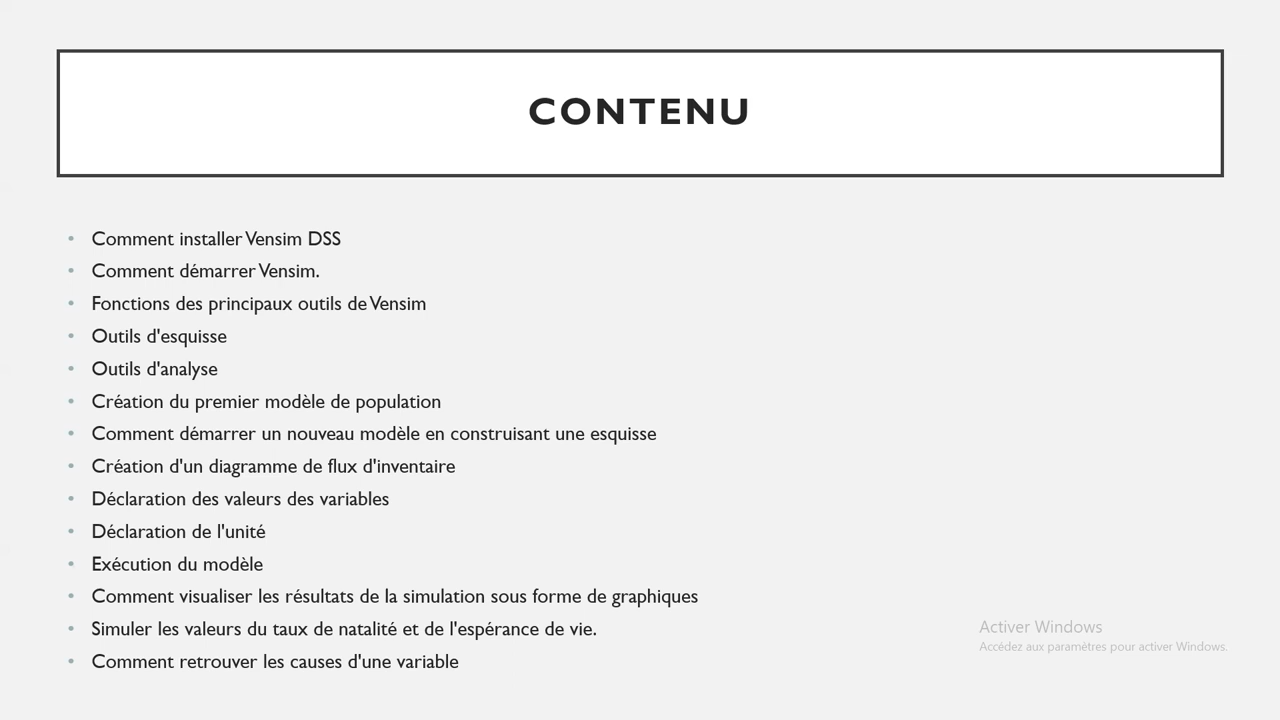 CONTENU
• Comment installer Vensim DSS
• Comment démarrer Vensim.
• Fonctions des principaux outils de Vensim
• Outils d'esquisse
• Outils d'analyse
• Création du premier modèle de population
• Comment démarrer un nouveau modèle en construisant une esquisse
• Création d'un diagramme de flux d'inventaire
• Déclaration des valeurs des variables
• Déclaration de l'unité
• Exécution du modèle
• Comment visualiser les résultats de la simulation sous forme de graphiques
• Simuler les valeurs du taux de natalité et de l'espérance de vie.
• Comment retrouver les causes d'une variable
Activer Windows
Accédez aux paramètres pour activer Windows.